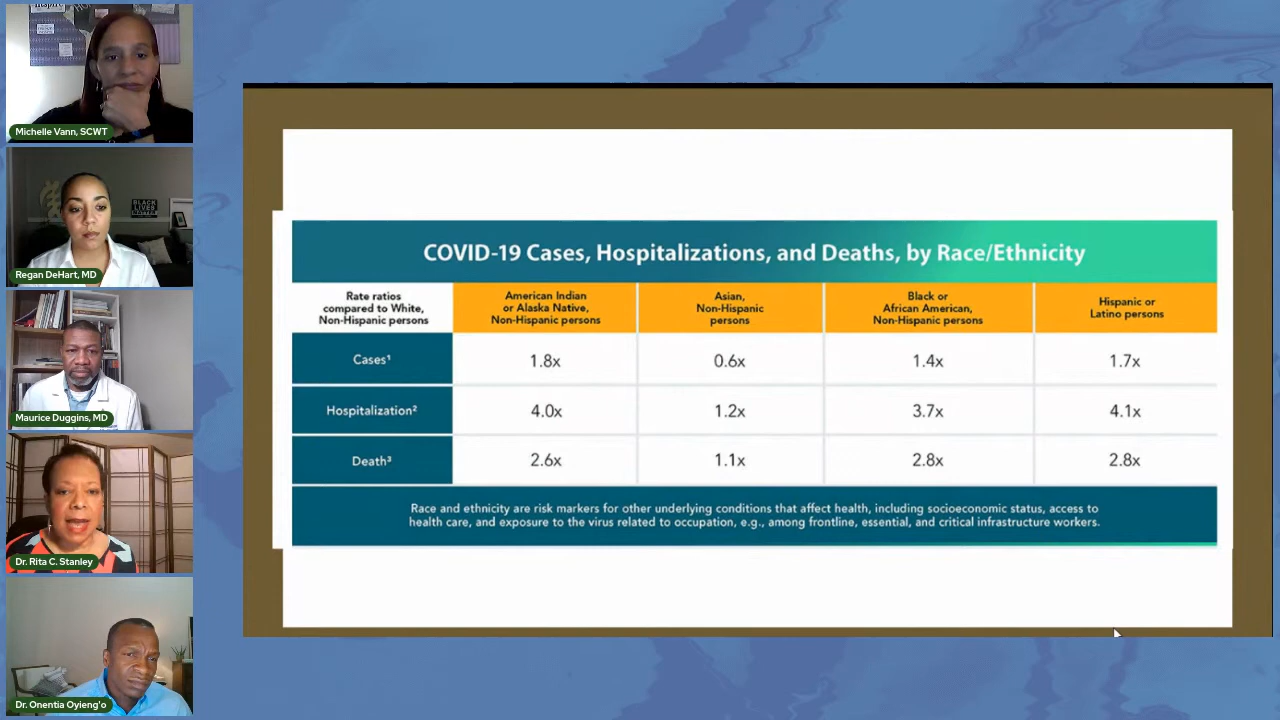 Inspire
Michelle Vann, SCWT
BLACK
LIVES
MATTER
Regan DeHart, MD
Maurice Duggins, MD
Dr. Rita C. Stanley
Dr. Onentia Oyieng'o
COVID-19 Cases, Hospitalizations, and Deaths, by Race/Ethnicity
Rate ratios
compared to White,
Non-Hispanic persons
American Indian
or Alaska Native,
Non-Hispanic persons
Asian,
Non-Hispanic
persons
Black or
African American,
Non-Hispanic persons
Hispanic or
Latino persons
Cases¹
1.8x
0.6x
1.4x
1.7x
Hospitalization²
4.0x
1.2x
3.7x
4.1x
Death³
2.6x
1.1x
2.8x
2.8x
Race and ethnicity are risk markers for other underlying conditions that affect health, including socioeconomic status, access to
health care, and exposure to the virus related to occupation, e.g., among frontline, essential, and critical infrastructure workers.